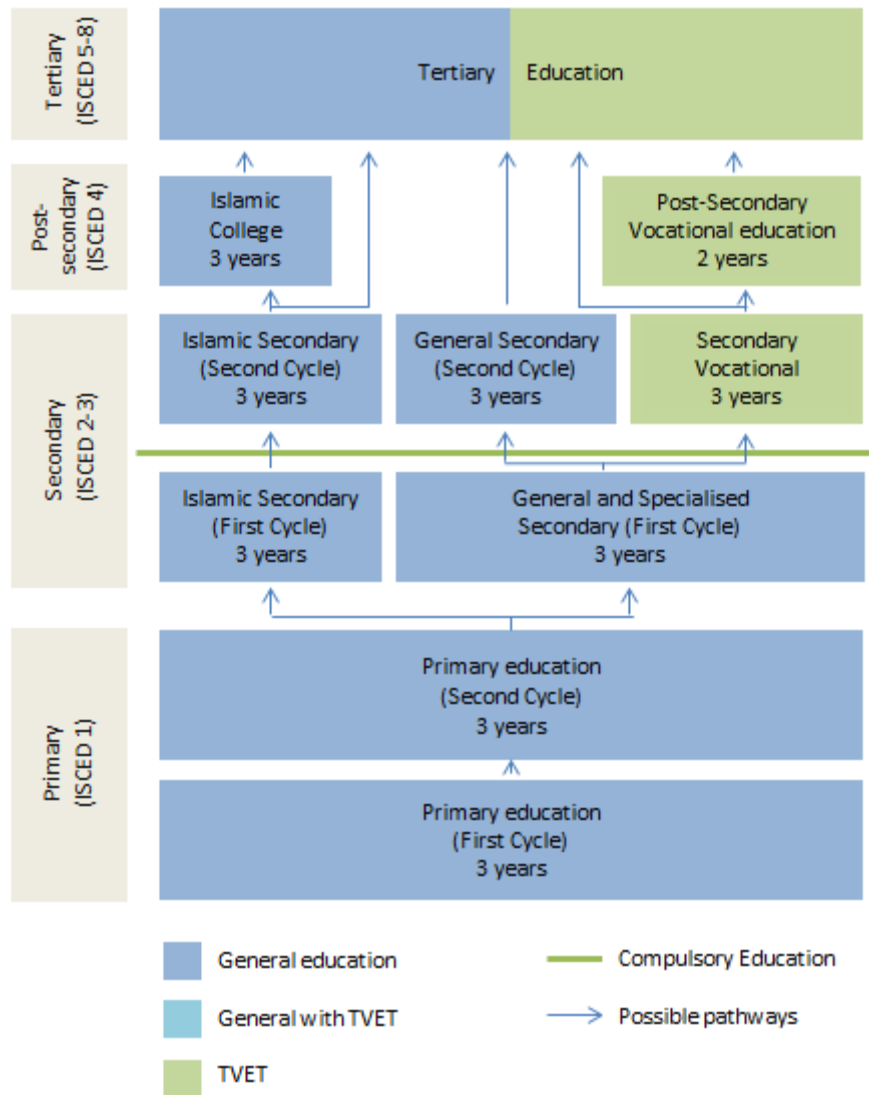 Tertiary
(ISCED 5-8)
Tertiary Education
Post-
secondary
(ISCED 4)
Islamic
College
3 years
Post-Secondary
Vocational education
2 years
Secondary
(ISCED 2-3)
Islamic Secondary
(Second Cycle)
3 years
General Secondary
(Second Cycle)
3 years
Secondary
Vocational
3 years
Islamic Secondary
(First Cycle)
3 years
General and Specialised
Secondary (First Cycle)
3 years
Primary
(ISCED 1)
Primary education
(Second Cycle)
3 years
Primary education
(First Cycle)
3 years
General education
General with TVET
TVET
Compulsory Education
Possible pathways